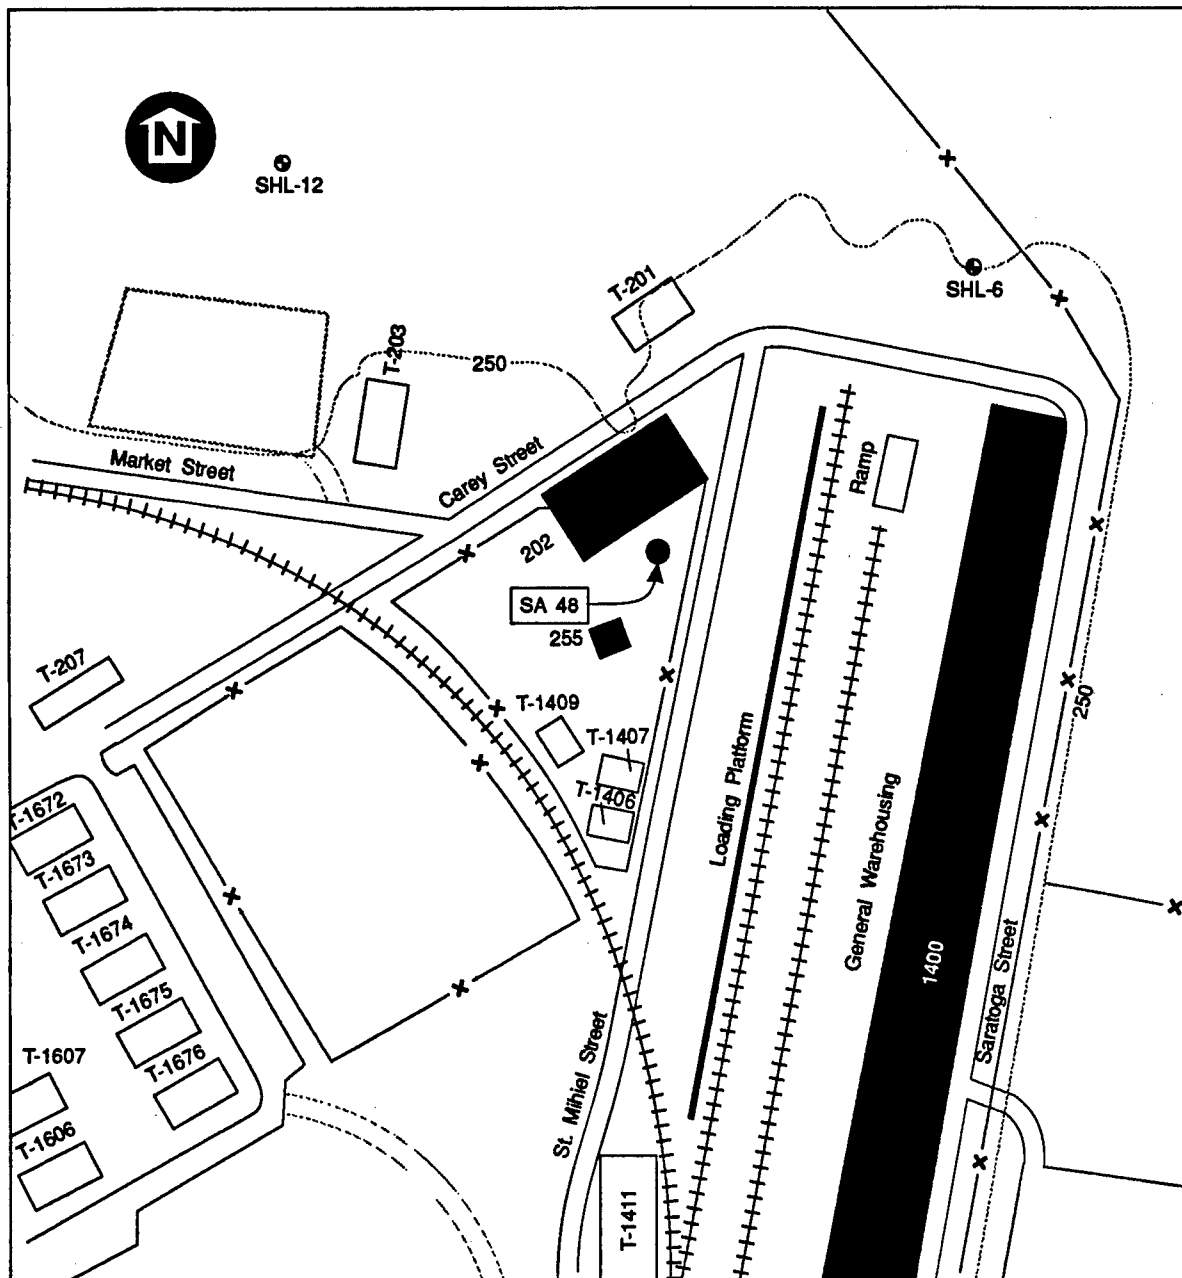 N
SHL-12
SHL-6
T-201
T-203
250
Market Street
Carey Street
Ramp
202
SA 48
255
T-207
250
T-1409
T-1407
T-1406
Loading Platform
General Warehousing
T-1672
T-1673
T-1674
T-1675
T-1676
1400
Saratoga Street
St. Mihiel Street
T-1607
T-1606
T-1411